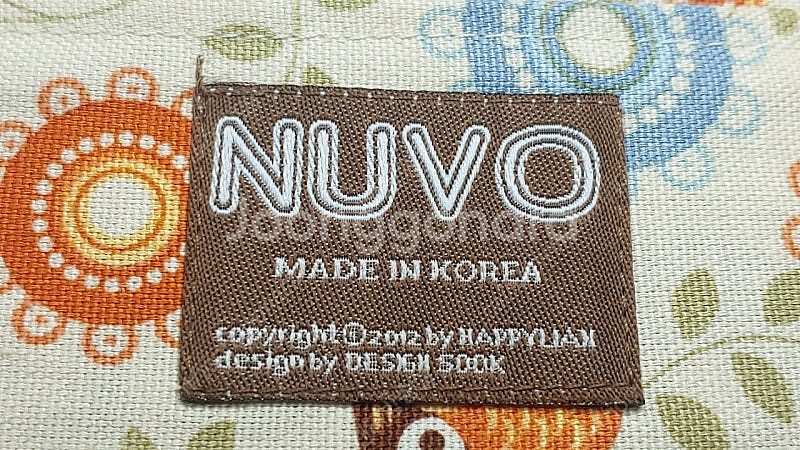 NUVO
Joonggonara
MADE IN KOREA
copyright©2012 by HAPPYLIAN
design by DESIGN SOOK